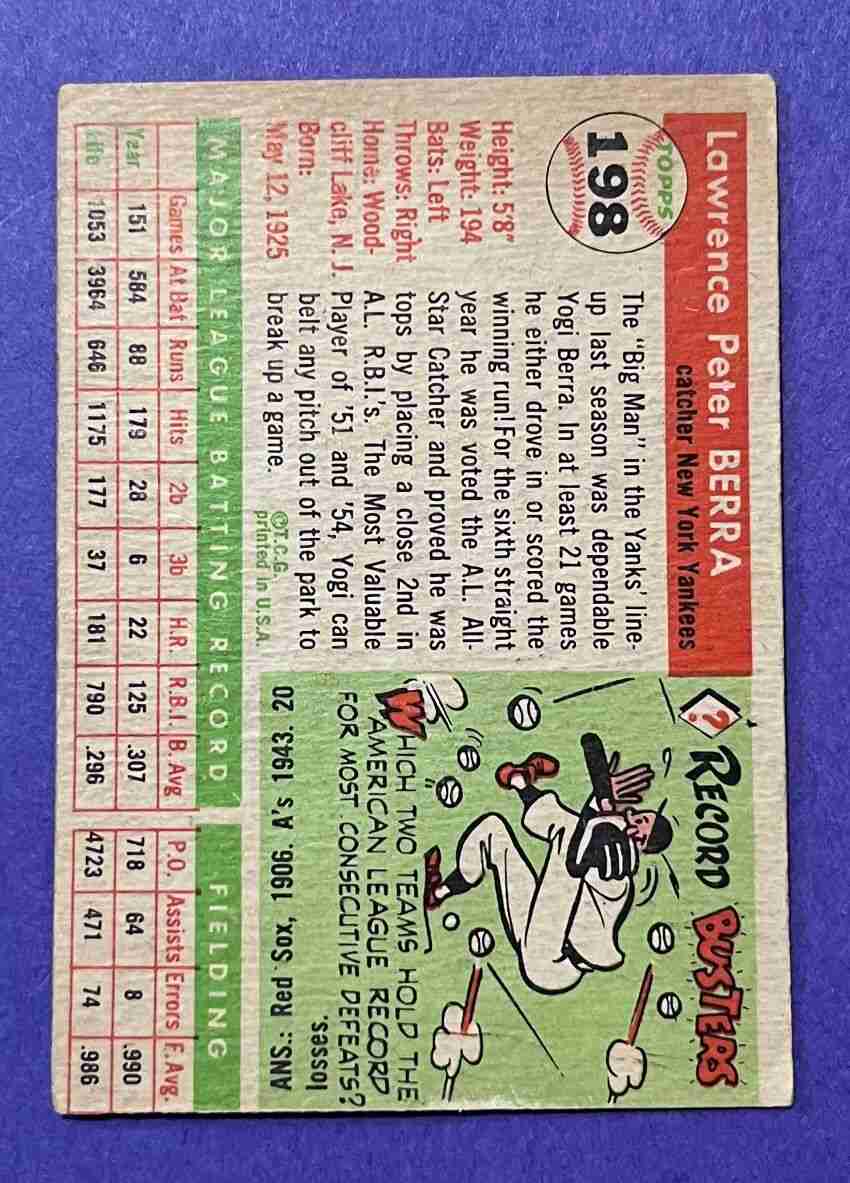 Lawrence Peter BERRA
catcher New York Yankees
TOPPS
198
Height: 5'8"
Weight: 194
Bats: Left
Throws: Right
Home: Wood-
cliff Lake, N. J.
Born:
May 12, 1925
The "Big Man" in the Yanks' line-
up last season was dependable
Yogi Berra. In at least 21 games
he either drove in or scored the
winning run! For the sixth straight
year he was voted the A.L. All-
Star Catcher and proved he was
tops by placing a close 2nd in
A.L. R.B.I.'s. The Most Valuable
Player of '51 and '54, Yogi can
belt any pitch out of the park to
break up a game.
©T.C.G.
printed in U.S.A.
? RECORD BUSTERS
WHICH TWO TEAMS HOLD THE
AMERICAN LEAGUE RECORD
FOR MOST CONSECUTIVE DEFEATS?
ANS.: Red Sox, 1906. A's 1943. 20
losses.
MAJOR LEAGUE BATTING RECORD FIELDING
Games At Bat Runs Hits 2b 3b H.R. R.B.I. B. Avg P.O. Assists Errors F. Avg.
Year 151 584 88 179 28 6 22 125 .307 718 64 8 .990
Life 1053 3964 646 1175 177 37 181 790 .296 4723 471 74 .986